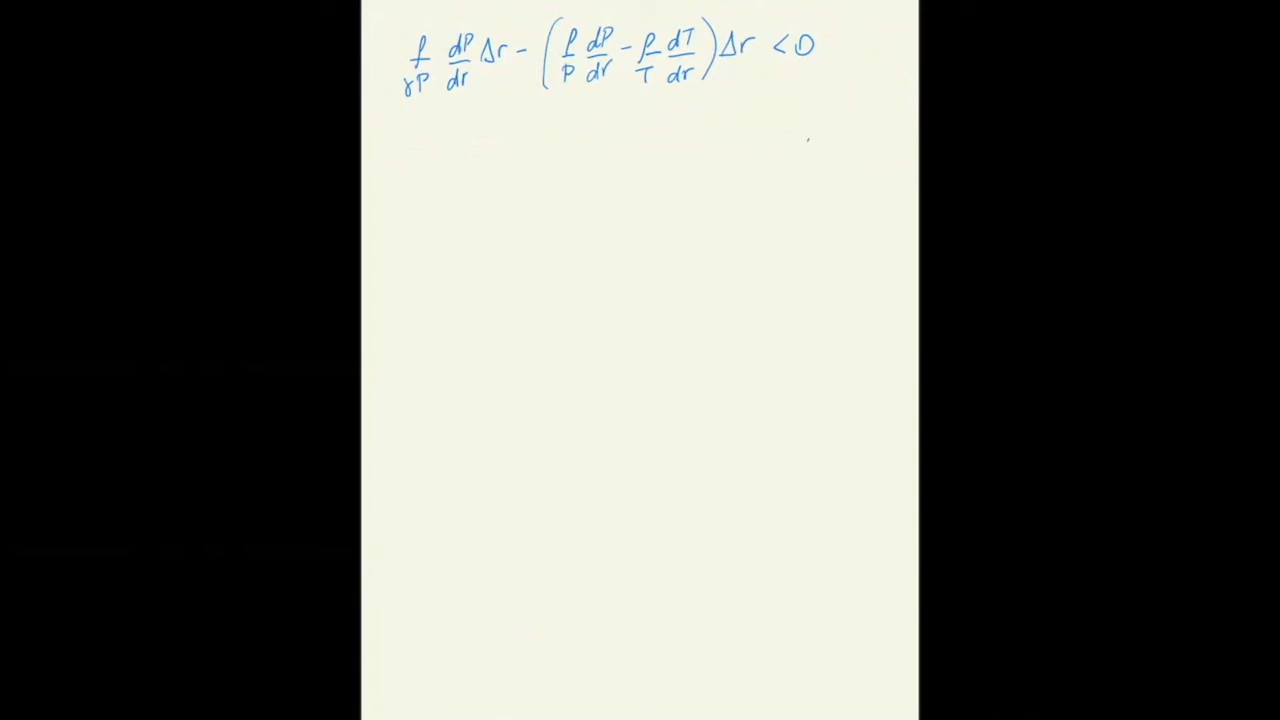 ρ/γP dP/dr Δr - (ρ/P dP/dr - ρ/T dT/dr) Δr < 0